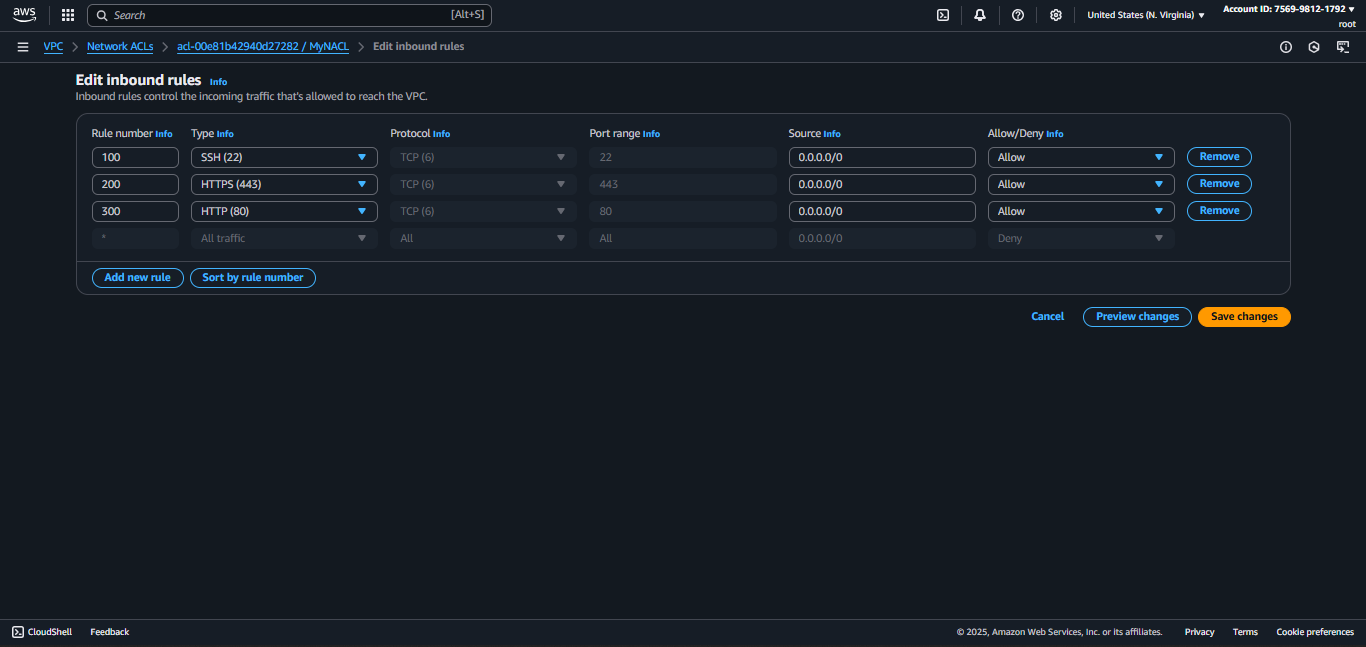 aws
Search [Alt+S]
United States (N. Virginia)
Account ID: 7569-9812-1792
root
VPC > Network ACLs > acl-00e81b42940d27282 / MyNACL > Edit inbound rules
Edit inbound rules Info
Inbound rules control the incoming traffic that's allowed to reach the VPC.
Rule number Info Type Info Protocol Info Port range Info Source Info Allow/Deny Info
100 SSH (22) TCP (6) 22 0.0.0.0/0 Allow Remove
200 HTTPS (443) TCP (6) 443 0.0.0.0/0 Allow Remove
300 HTTP (80) TCP (6) 80 0.0.0.0/0 Allow Remove
* All traffic All All 0.0.0.0/0 Deny
Add new rule Sort by rule number
Cancel Preview changes Save changes
CloudShell Feedback © 2025, Amazon Web Services, Inc. or its affiliates. Privacy Terms Cookie preferences